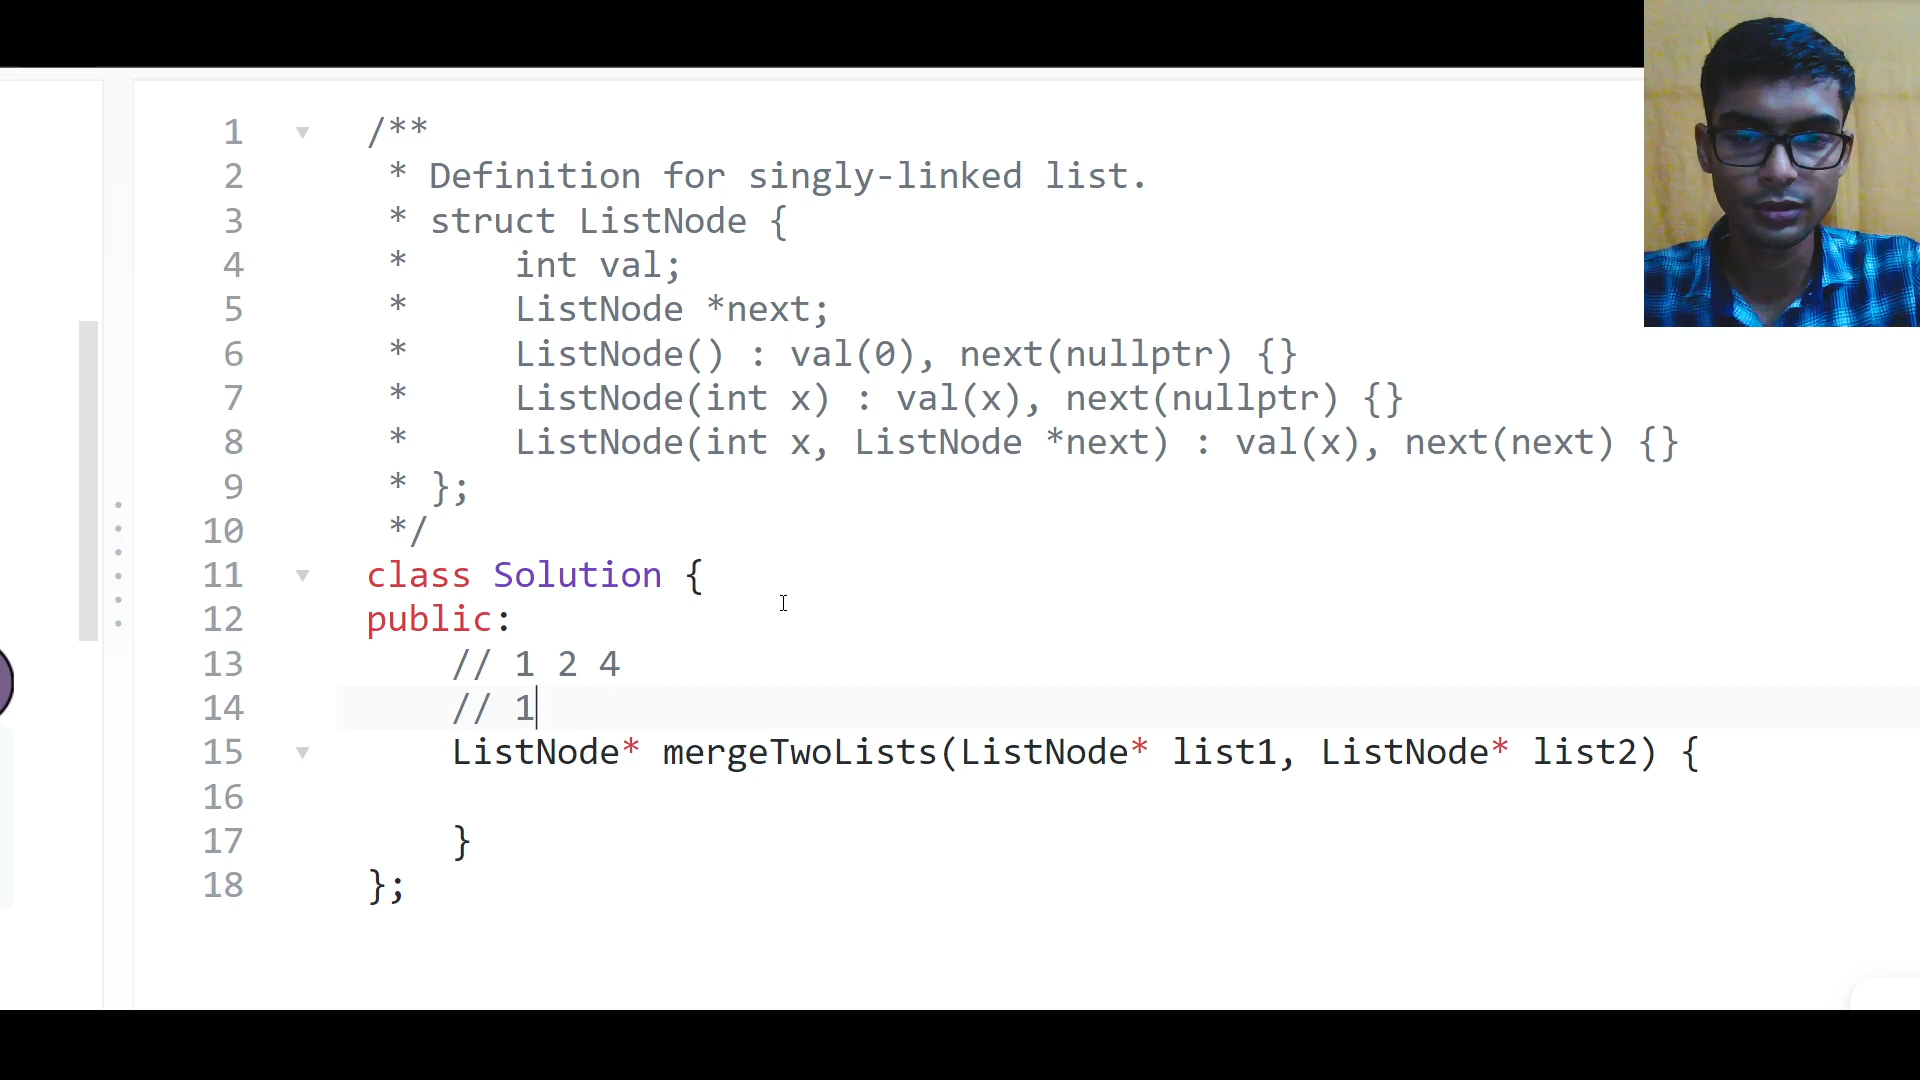 1 /**
2 * Definition for singly-linked list.
3 * struct ListNode {
4 * int val;
5 * ListNode *next;
6 * ListNode() : val(0), next(nullptr) {}
7 * ListNode(int x) : val(x), next(nullptr) {}
8 * ListNode(int x, ListNode *next) : val(x), next(next) {}
9 * };
10 */
11 class Solution {
12 public:
13 // 1 2 4
14 // 1
15 ListNode* mergeTwoLists(ListNode* list1, ListNode* list2) {
16
17 }
18 };